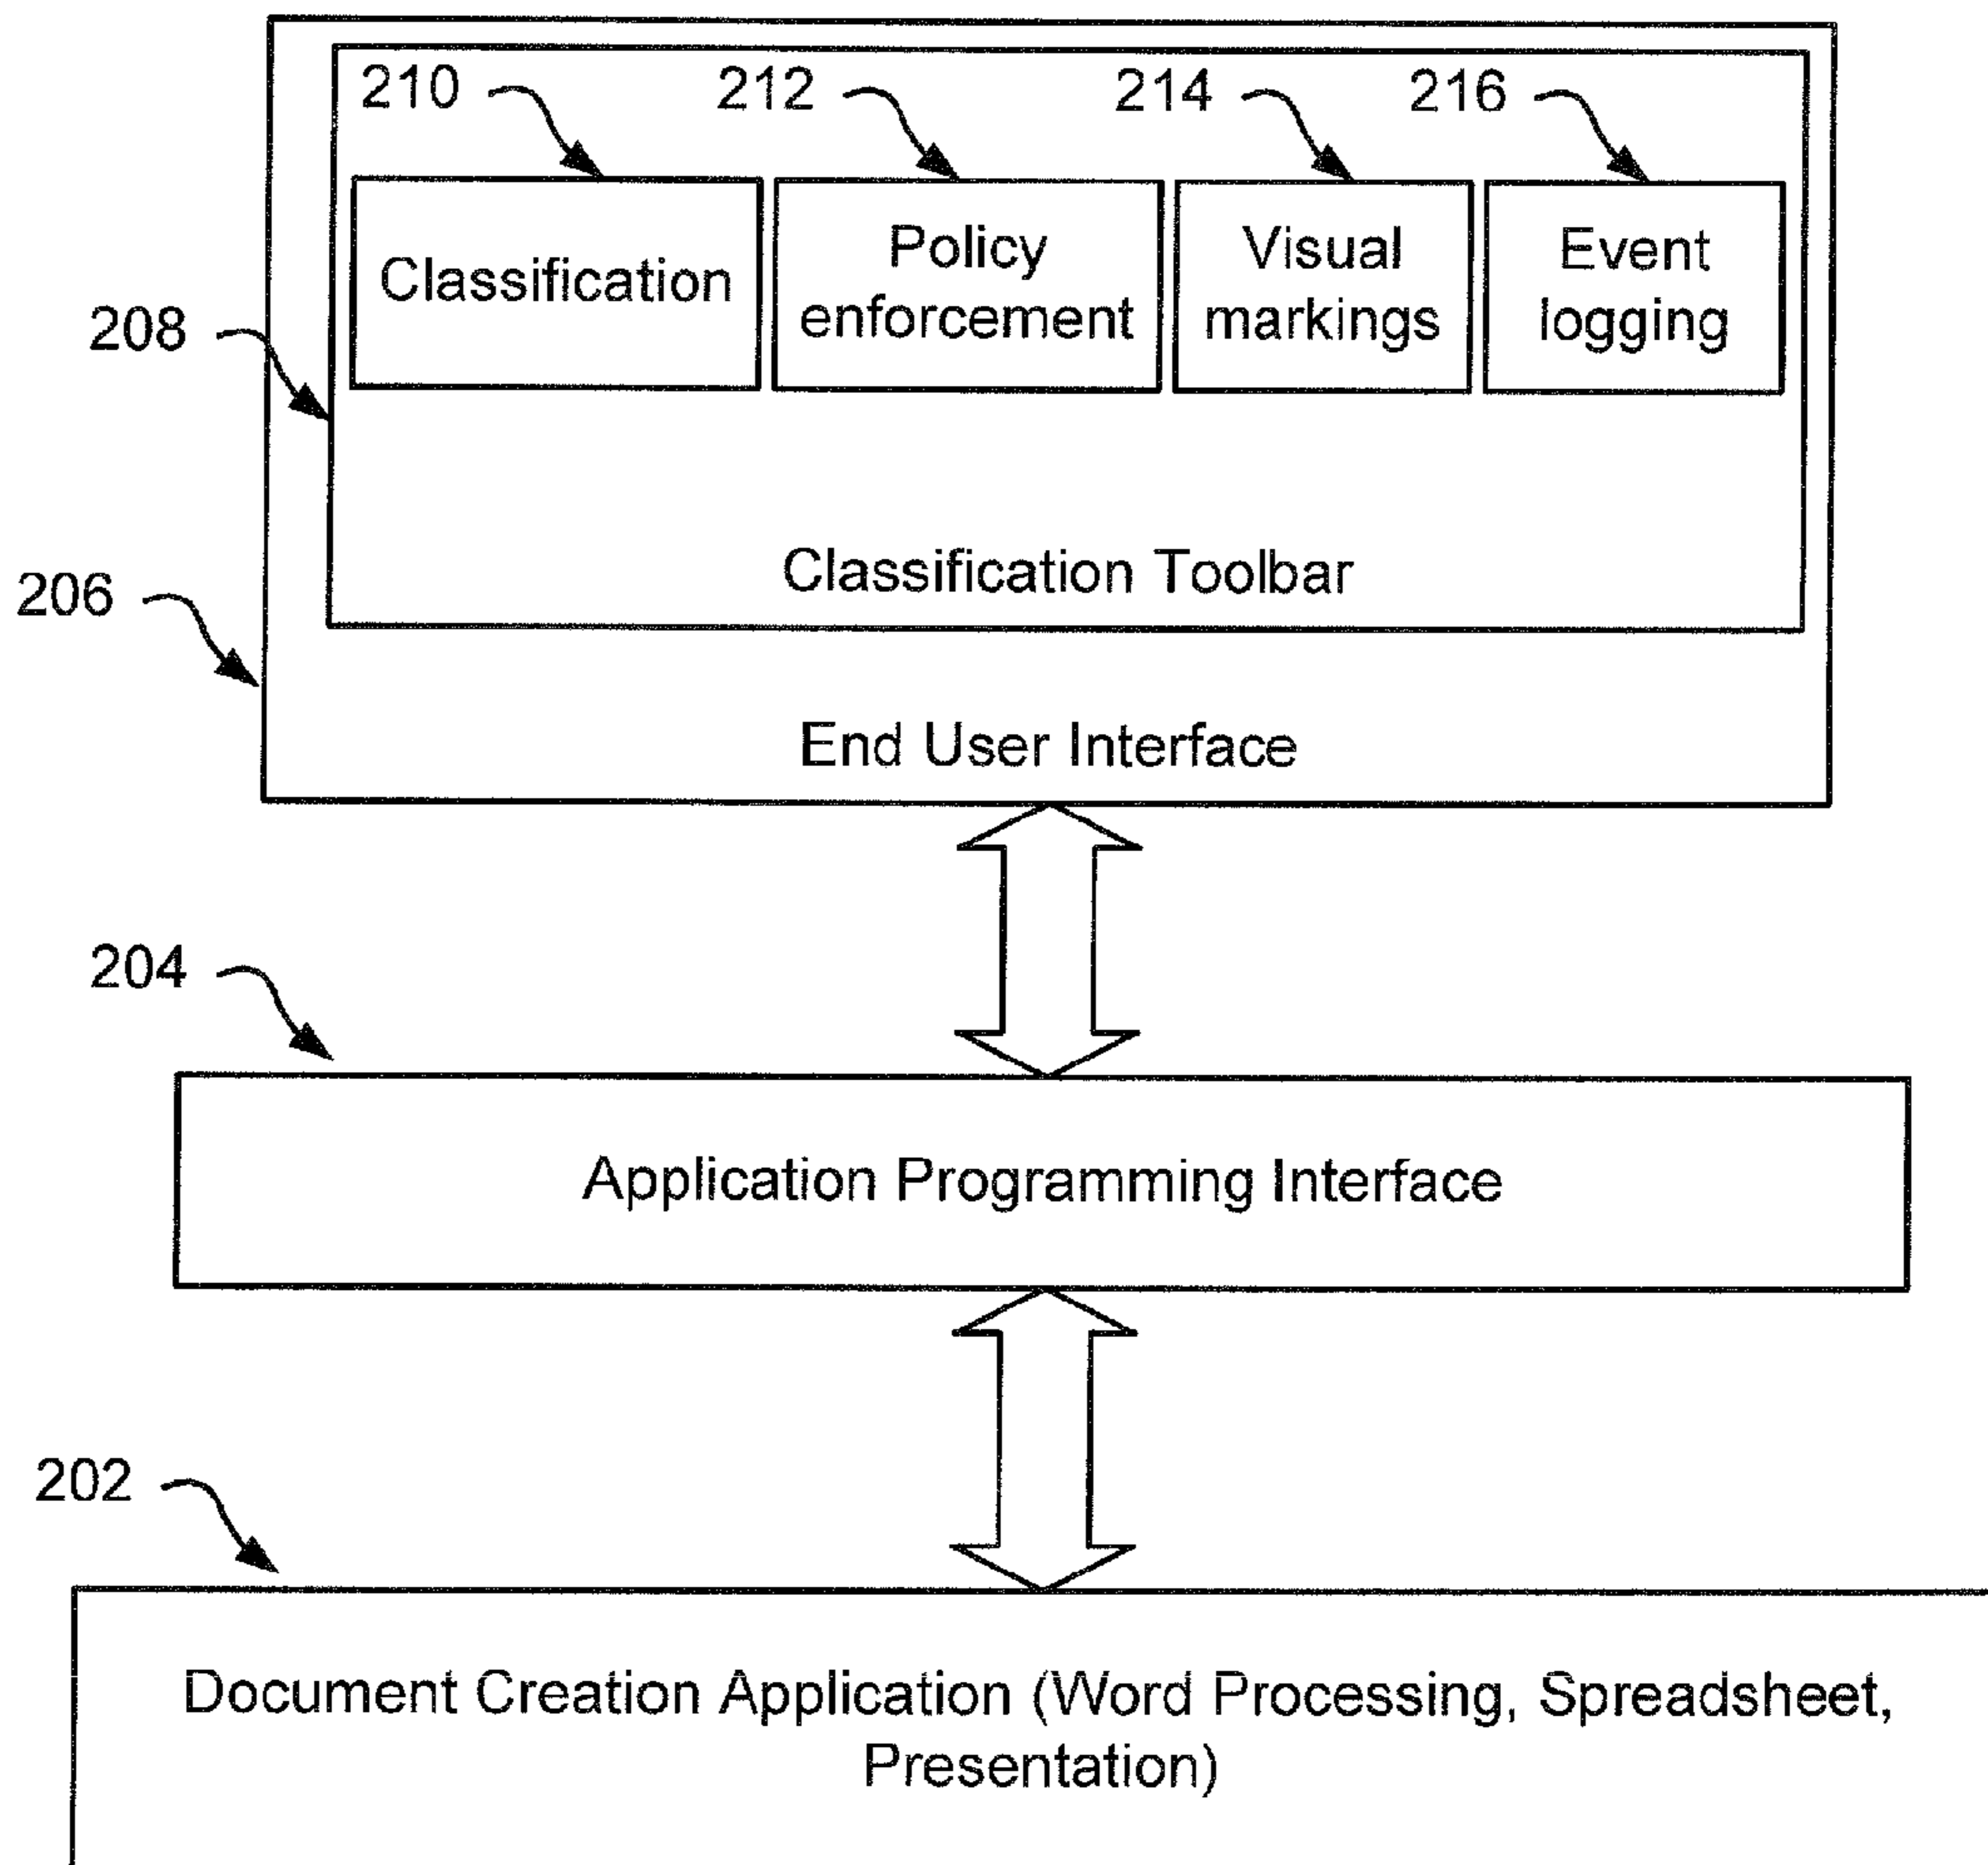 210
212
214
216
Classification
Policy
enforcement
Visual
markings
Event
logging
208
Classification Toolbar
206
End User Interface
204
Application Programming Interface
202
Document Creation Application (Word Processing, Spreadsheet,
Presentation)